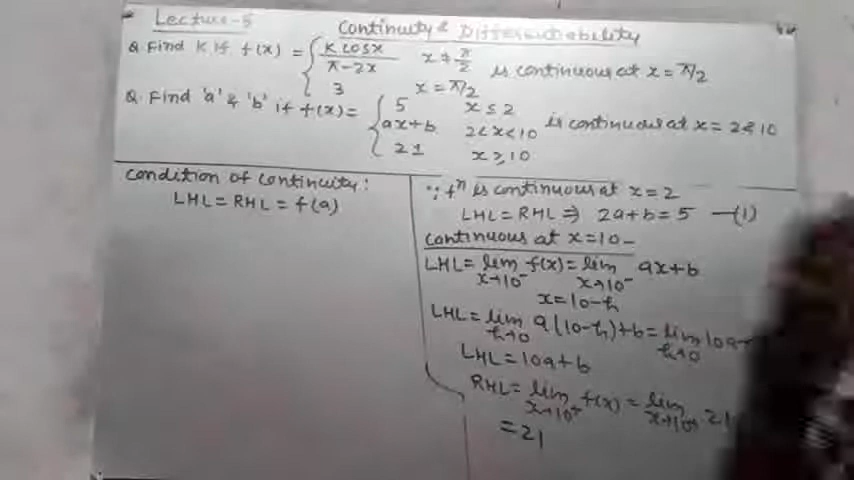 Lecture-5
Continuity & Differentiability
Q. Find K if f(x) = { K cosx / π-2x   x ≠ π/2   is continuous at x = π/2
3   x = π/2
Q. Find 'a' & 'b' if f(x) = { 5   x ≤ 2
ax+b   2<x<10   is continuous at x = 2 & 10
21   x ≥ 10
Condition of continuity:
LHL = RHL = f(a)
∵ fⁿ is continuous at x = 2
LHL = RHL ⇒ 2a+b = 5 —(1)
continuous at x=10 –
LHL = lim x→10⁻ f(x) = lim x→10⁻ ax+b
x = 10-h
LHL = lim h→0 a(10-h)+b = lim h→0 10a
LHL = 10a+b
RHL = lim x→10⁺ f(x) = lim x→10⁺ 21
= 21